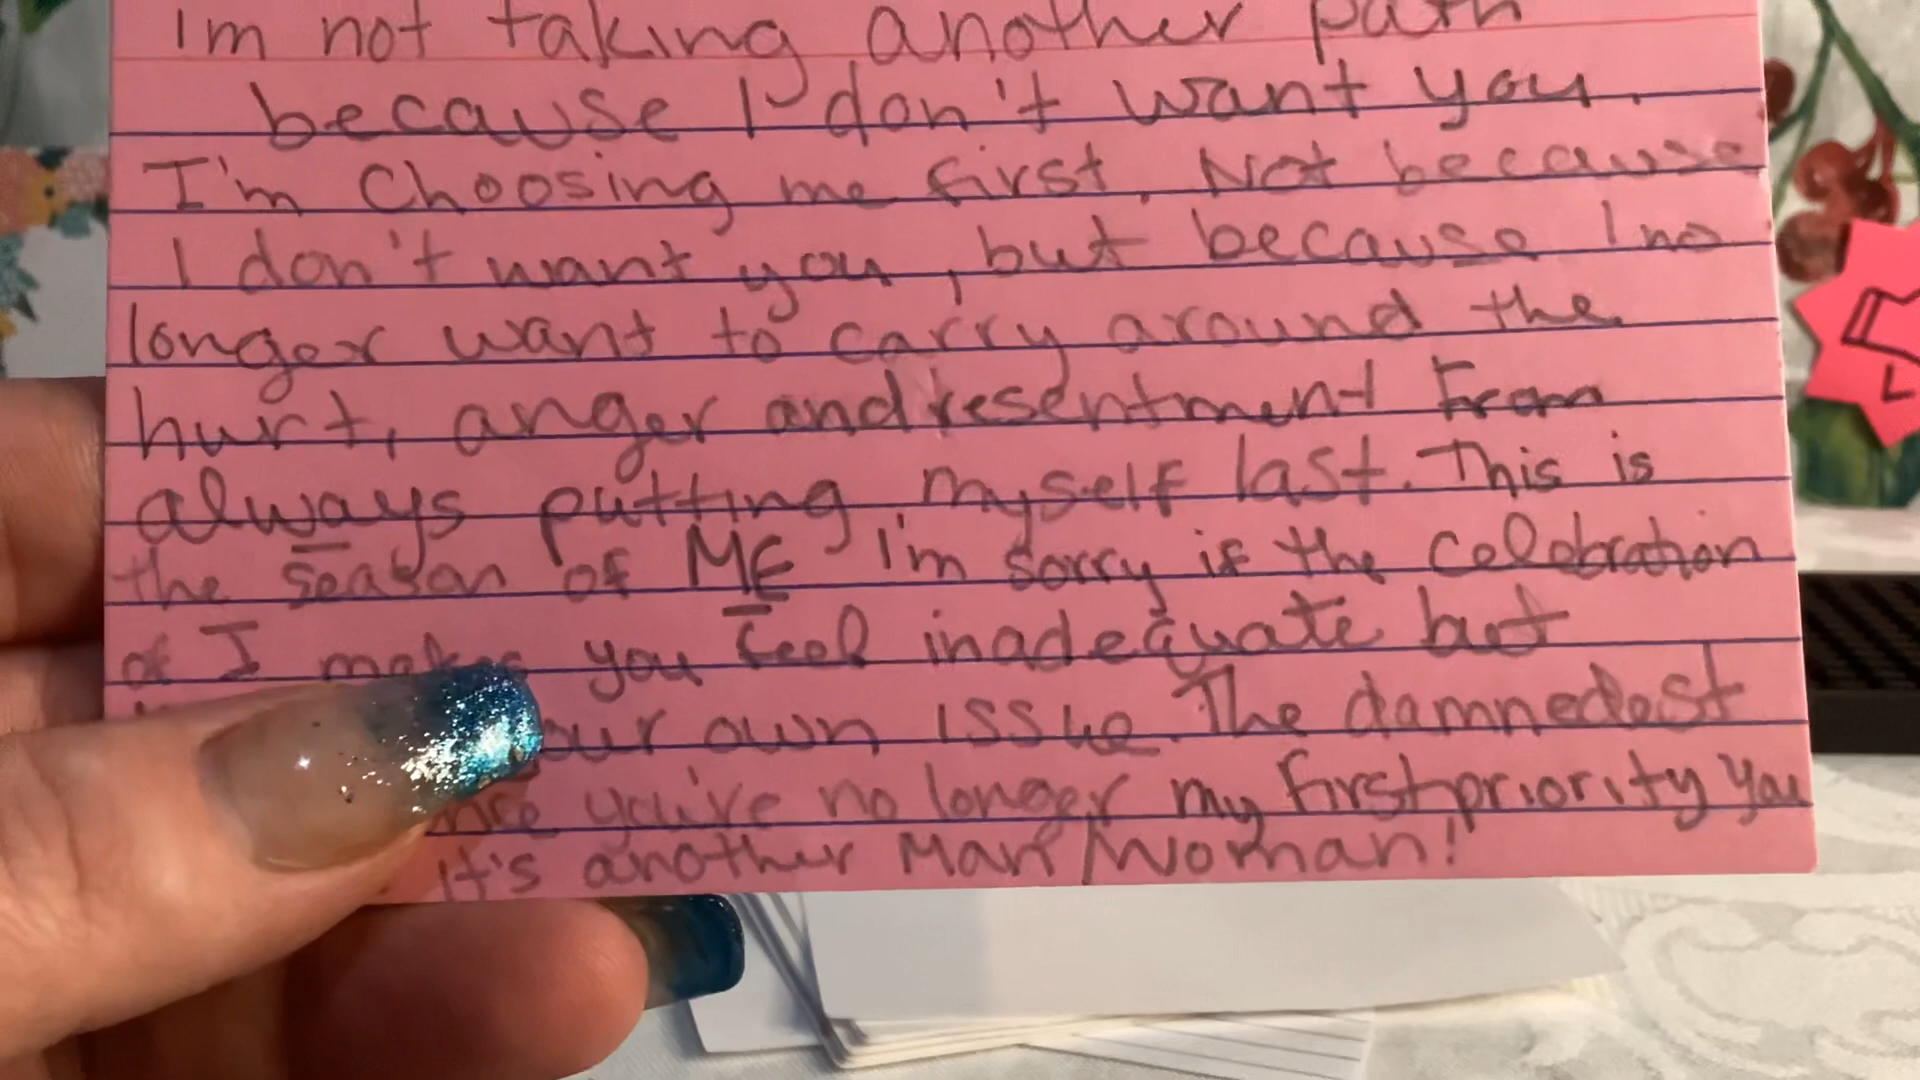 Im not taking another path
because I don't want you.
I'm Choosing me first. Not because
I don't want you, but because I no
longer want to carry around the
hurt, anger and resentment From
always putting myself last. This is
the season of ME I'm sorry if the Celebration
of I makes you feel inadequate but
our own issue. The damnedest
you're no longer my first priority you
it's another Man/Woman!